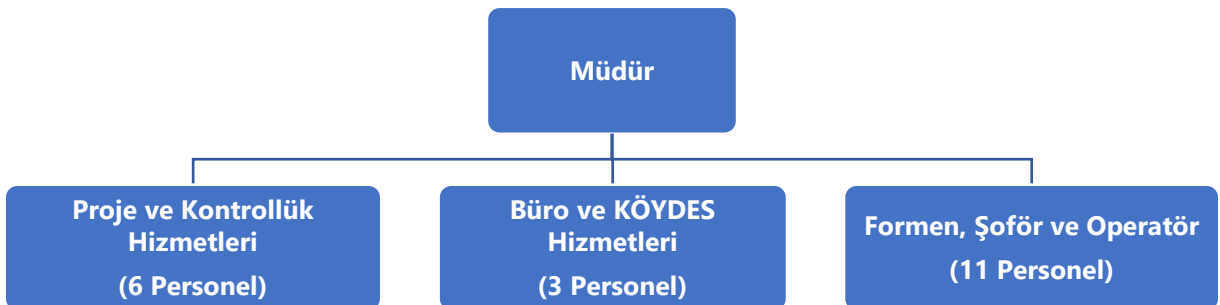 Müdür
Proje ve Kontrollük
Hizmetleri
(6 Personel)
Büro ve KÖYDES
Hizmetleri
(3 Personel)
Formen, Şoför ve Operatör
(11 Personel)